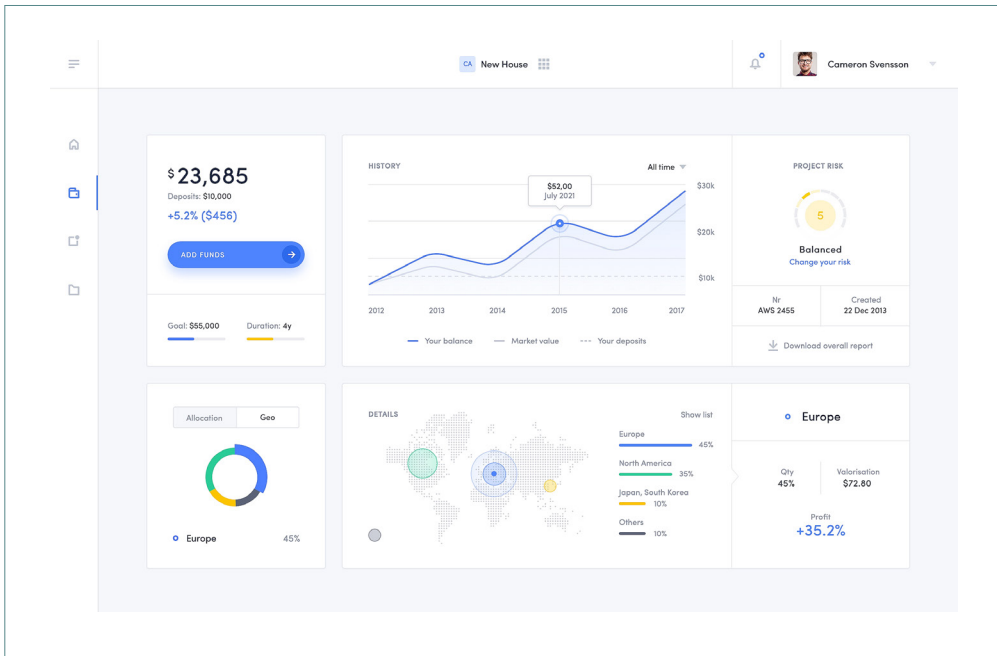 CA New House
Cameron Svensson
$23,685
Deposits: $10,000
+5.2% ($456)
ADD FUNDS
Goal: $55,000
Duration: 4y
HISTORY
All time
$52,00
July 2021
$30k
$20k
$10k
2012 2013 2014 2015 2016 2017
Your balance
Market value
Your deposits
PROJECT RISK
5
Balanced
Change your risk
Nr
AWS 2455
Created
22 Dec 2013
Download overall report
Allocation
Geo
Europe 45%
DETAILS
Show list
Europe
45%
North America
35%
Japan, South Korea
10%
Others
10%
Europe
Qty
45%
Valorisation
$72.80
Profit
+35.2%